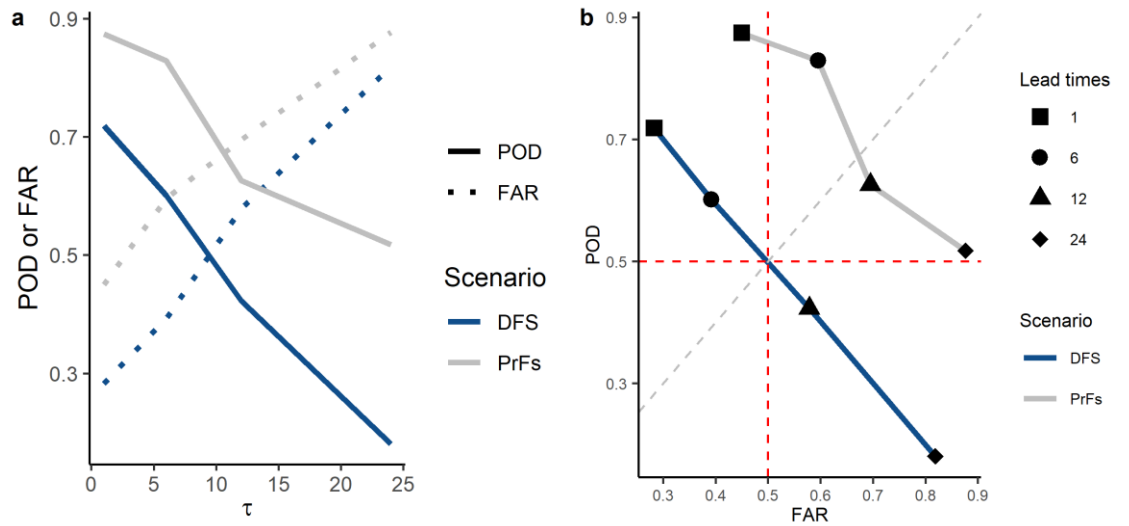 a
0.9
0.7
0.5
0.3
POD or FAR
0 5 10 15 20 25
τ
POD
FAR
Scenario
DFS
PrFs
b
0.9
0.7
0.5
0.3
POD
0.3 0.4 0.5 0.6 0.7 0.8 0.9
FAR
Lead times
1
6
12
24
Scenario
DFS
PrFs